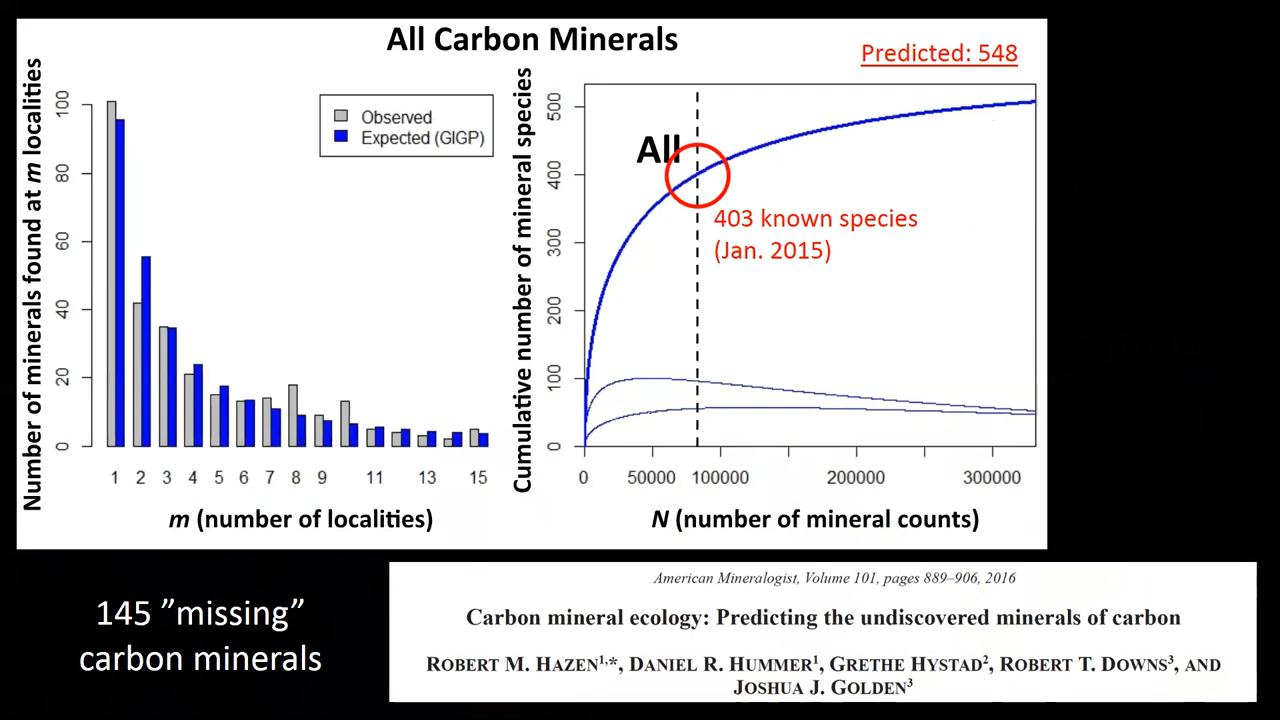 All Carbon Minerals
Number of minerals found at m localities
100
80
60
40
20
0
Observed
Expected (GIGP)
1 2 3 4 5 6 7 8 9 11 13 15
m (number of localities)
Predicted: 548
Cumulative number of mineral species
500
400
300
200
100
0
All
403 known species
(Jan. 2015)
0 50000 100000 200000 300000
N (number of mineral counts)
145 ”missing”
carbon minerals
American Mineralogist, Volume 101, pages 889–906, 2016
Carbon mineral ecology: Predicting the undiscovered minerals of carbon
ROBERT M. HAZEN1,*, DANIEL R. HUMMER1, GRETHE HYSTAD2, ROBERT T. DOWNS3, AND
JOSHUA J. GOLDEN3